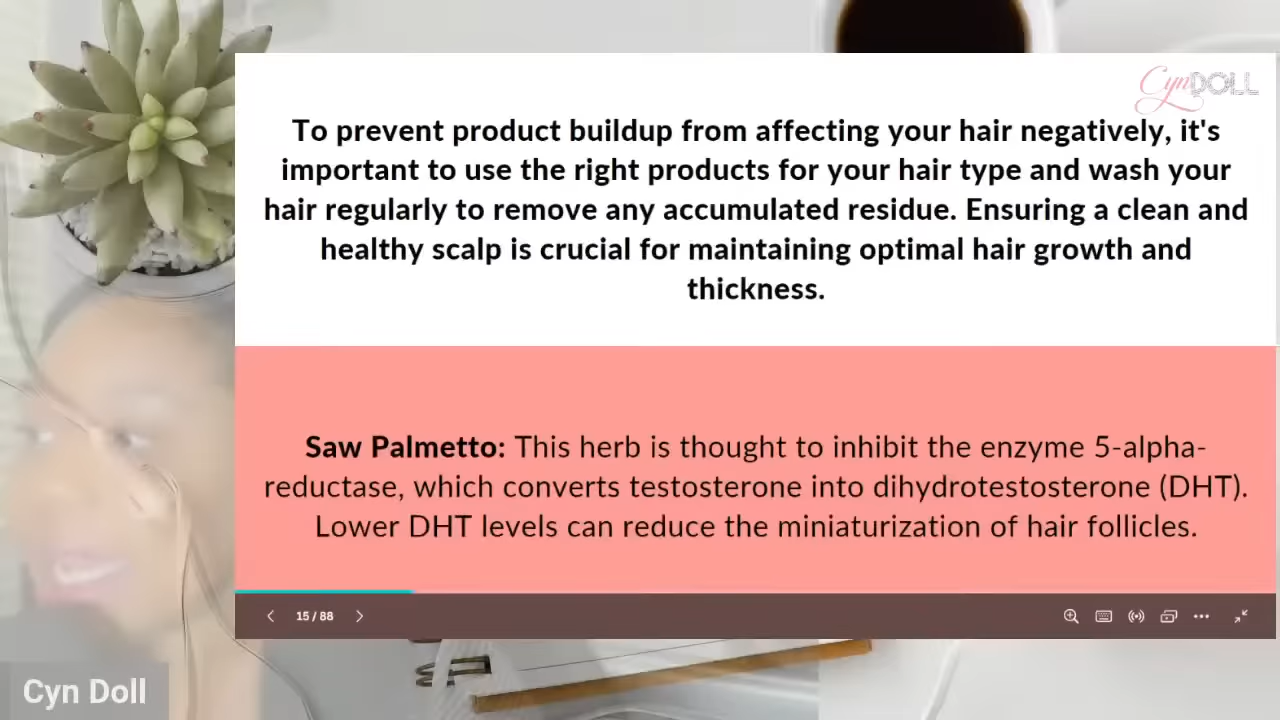 CynDOLL
To prevent product buildup from affecting your hair negatively, it's
important to use the right products for your hair type and wash your
hair regularly to remove any accumulated residue. Ensuring a clean and
healthy scalp is crucial for maintaining optimal hair growth and
thickness.
Saw Palmetto: This herb is thought to inhibit the enzyme 5-alpha-
reductase, which converts testosterone into dihydrotestosterone (DHT).
Lower DHT levels can reduce the miniaturization of hair follicles.
15 / 88
Cyn Doll